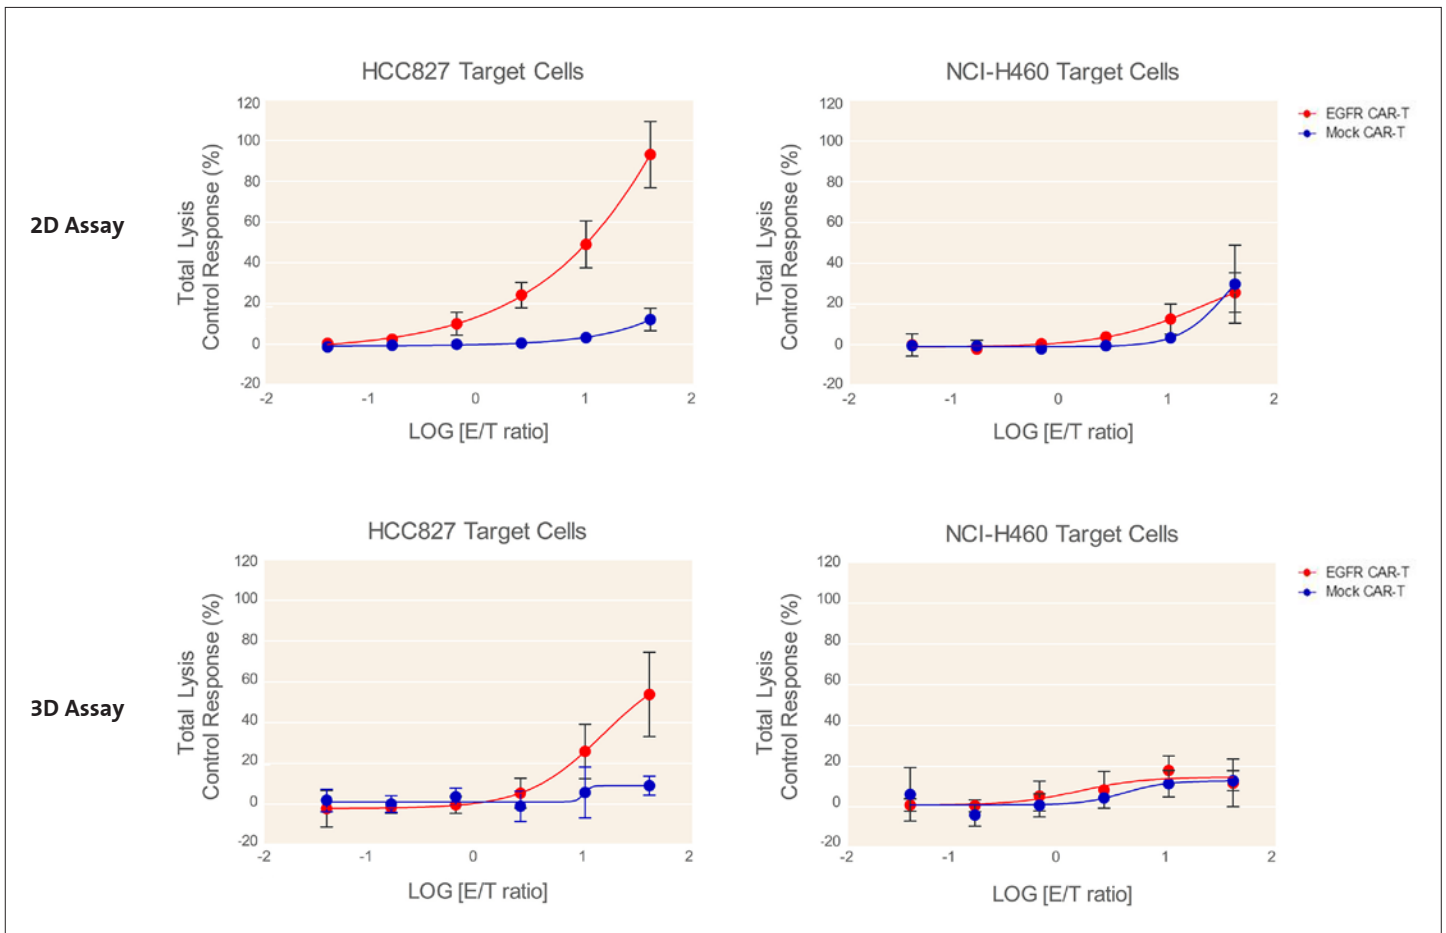 HCC827 Target Cells
NCI-H460 Target Cells
2D Assay
Total Lysis
Control Response (%)
120
100
80
60
40
20
0
-20
-2
-1
0
1
2
LOG [E/T ratio]
Total Lysis
Control Response (%)
120
100
80
60
40
20
0
-20
-2
-1
0
1
2
LOG [E/T ratio]
EGFR CAR-T
Mock CAR-T
HCC827 Target Cells
NCI-H460 Target Cells
3D Assay
Total Lysis
Control Response (%)
120
100
80
60
40
20
0
-20
-2
-1
0
1
2
LOG [E/T ratio]
Total Lysis
Control Response (%)
120
100
80
60
40
20
0
-20
-2
-1
0
1
2
LOG [E/T ratio]
EGFR CAR-T
Mock CAR-T